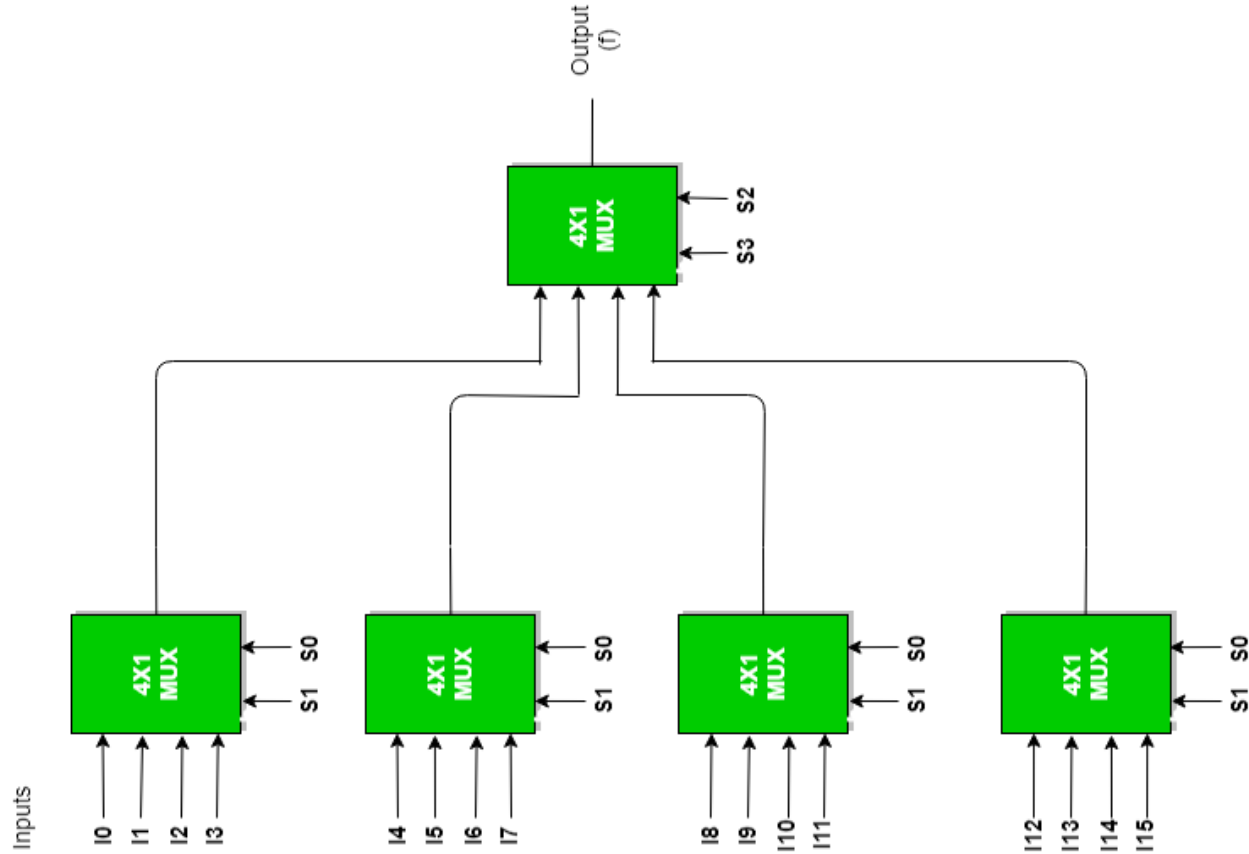 Inputs
I0
I1
I2
I3
4X1
MUX
S1
S0
I4
I5
I6
I7
4X1
MUX
S1
S0
I8
I9
I10
I11
4X1
MUX
S1
S0
I12
I13
I14
I15
4X1
MUX
S1
S0
4X1
MUX
S3
S2
Output
(f)